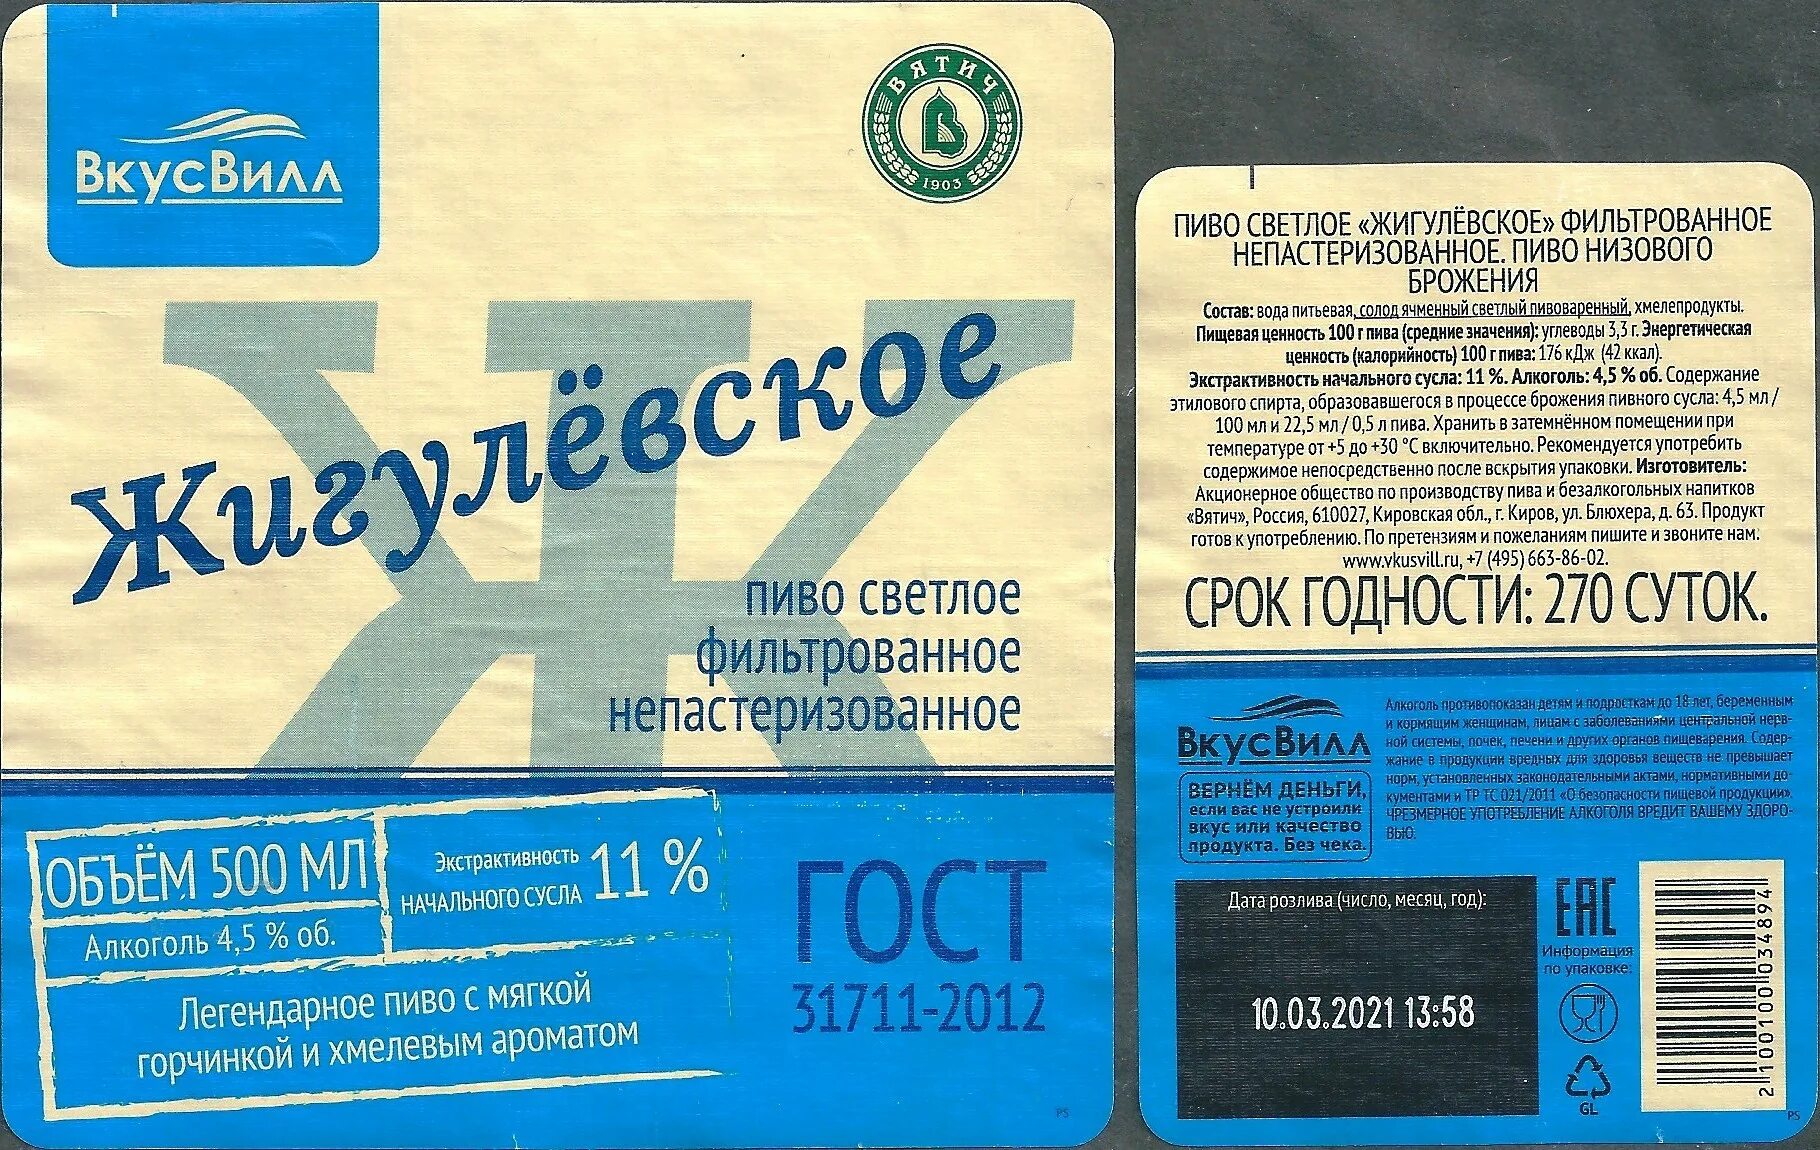 ВкусВилл
ВЯТИЧ
1903
Ж
Жигулёвское
пиво светлое
фильтрованное
непастеризованное
ОБЪЁМ 500 МЛ
Алкоголь 4,5 % об.
Экстрактивность
НАЧАЛЬНОГО СУСЛА 11 %
Легендарное пиво с мягкой
горчинкой и хмелевым ароматом
ГОСТ
31711-2012
PS
ПИВО СВЕТЛОЕ «ЖИГУЛЁВСКОЕ» ФИЛЬТРОВАННОЕ
НЕПАСТЕРИЗОВАННОЕ. ПИВО НИЗОВОГО
БРОЖЕНИЯ
Состав: вода питьевая, солод ячменный светлый пивоваренный, хмелепродукты.
Пищевая ценность 100 г пива (средние значения): углеводы 3,3 г. Энергетическая
ценность (калорийность) 100 г пива: 176 кДж (42 ккал).
Экстрактивность начального сусла: 11 %. Алкоголь: 4,5 % об. Содержание
этилового спирта, образовавшегося в процессе брожения пивного сусла: 4,5 мл /
100 мл и 22,5 мл / 0,5 л пива. Хранить в затемнённом помещении при
температуре от +5 до +30 °С включительно. Рекомендуется употребить
содержимое непосредственно после вскрытия упаковки. Изготовитель:
Акционерное общество по производству пива и безалкогольных напитков
«Вятич», Россия, 610027, Кировская обл., г. Киров, ул. Блюхера, д. 63. Продукт
готов к употреблению. По претензиям и пожеланиям пишите и звоните нам.
www.vkusvill.ru, +7 (495) 663-86-02.
СРОК ГОДНОСТИ: 270 СУТОК.
ВкусВилл
ВЕРНЁМ ДЕНЬГИ,
если вас не устроили
вкус или качество
продукта. Без чека.
Алкоголь противопоказан детям и подросткам до 18 лет, беременным
и кормящим женщинам, лицам с заболеваниями центральной нерв-
ной системы, почек, печени и других органов пищеварения. Содер-
жание в продукции вредных для здоровья веществ не превышает
норм, установленных законодательными актами, нормативными до-
кументами и ТР ТС 021/2011 «О безопасности пищевой продукции».
ЧРЕЗМЕРНОЕ УПОТРЕБЛЕНИЕ АЛКОГОЛЯ ВРЕДИТ ВАШЕМУ ЗДОРО-
ВЬЮ.
Дата розлива (число, месяц, год):
10.03.2021 13:58
ЕАС
Информация
по упаковке:
GL
2100100034894
PS